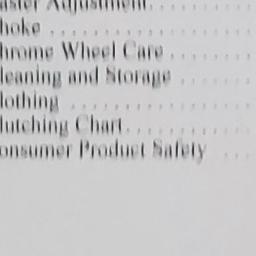 aster Adjustment. . . . . . . . .
hoke . . . . . . . . . . . . . . . . . .
hrome Wheel Care . . . . . . .
leaning and Storage . . . . . .
lothing . . . . . . . . . . . . . . . .
lutching Chart. . . . . . . . . . .
onsumer Product Safety . . .